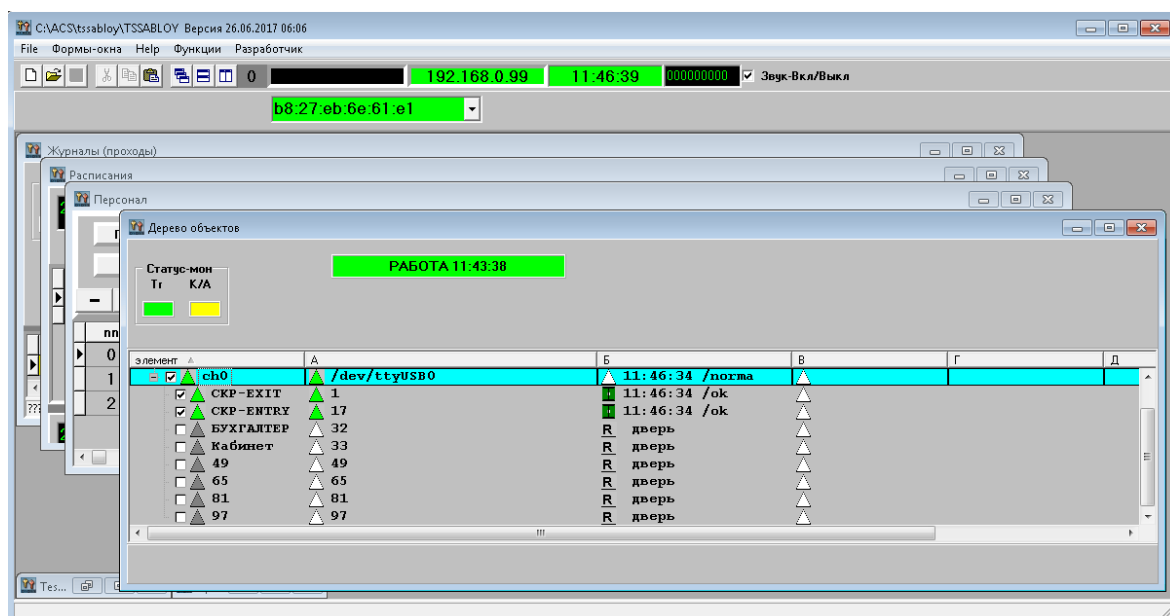 C:\ACS\tssabloy\TSSABLOY Версия 26.06.2017 06:06
File Формы-окна Help Функции Разработчик
0 192.168.0.99 11:46:39 000000000 Звук-Вкл/Выкл
b8:27:eb:6e:61:e1
Журналы (проходы)
Расписания
Персонал
Дерево объектов
Статус-мон
Тг К/А
РАБОТА 11:43:38
nn
0
1
2
???
элемент А Б В Г Д
ch0 /dev/ttyUSB0 11:46:34 /norma
СКР-EXIT 1 11:46:34 /ok
СКР-ENTRY 17 11:46:34 /ok
БУХГАЛТЕР 32 R дверь
Кабинет 33 R дверь
49 49 R дверь
65 65 R дверь
81 81 R дверь
97 97 R дверь
Tes...